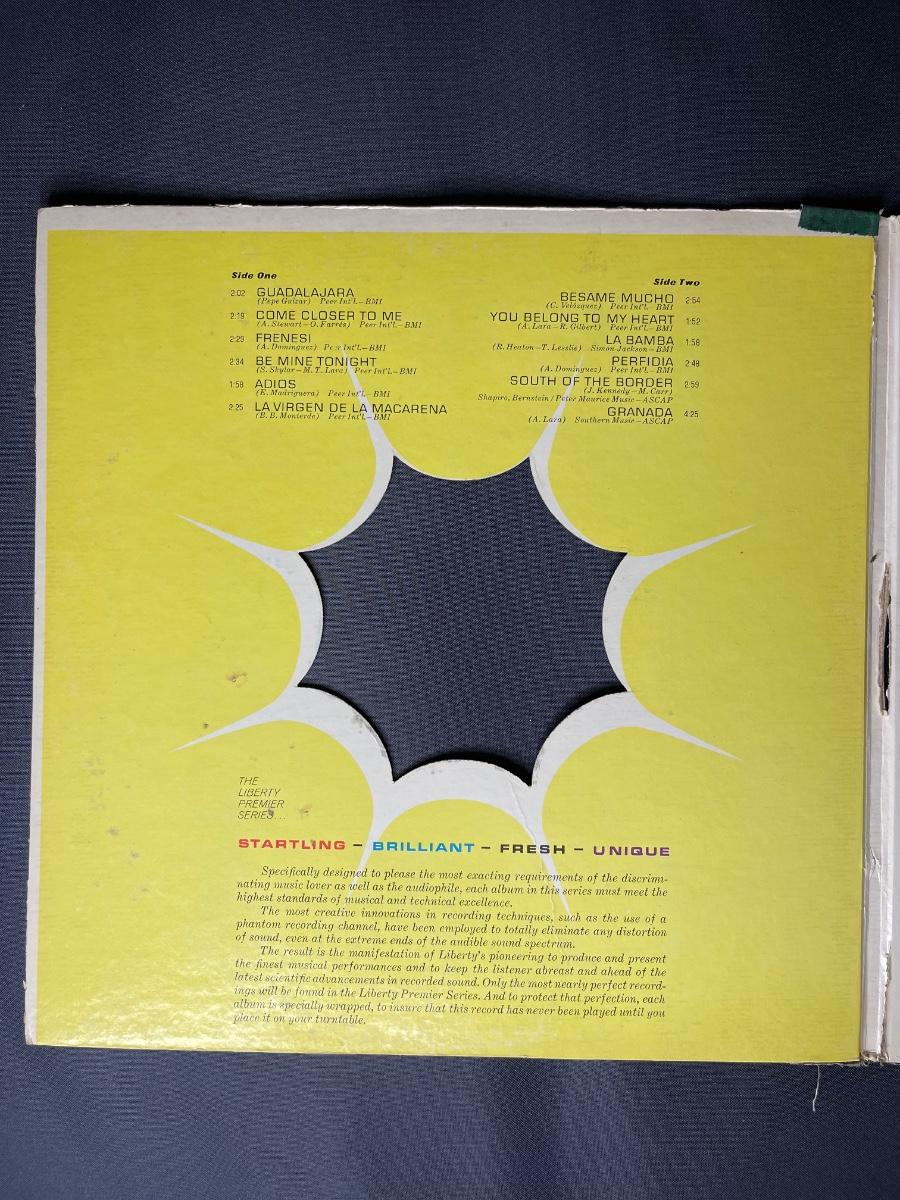 Side One
2:02 GUADALAJARA
(Pepe Guizar) Peer Int'l.—BMI
2:19 COME CLOSER TO ME
(A. Stewart—O. Farrés) Peer Int'l.—BMI
2:29 FRENESI
(A. Dominguez) Peer Int'l.—BMI
2:34 BE MINE TONIGHT
(S. Skylar—M. T. Lara) Peer Int'l.—BMI
1:58 ADIOS
(E. Madriguera) Peer Int'l.—BMI
2:25 LA VIRGEN DE LA MACARENA
(B. B. Monterde) Peer Int'l.—BMI
Side Two
BESAME MUCHO 2:54
(C. Velázquez) Peer Int'l.—BMI
YOU BELONG TO MY HEART 1:52
(A. Lara—R. Gilbert) Peer Int'l.—BMI
LA BAMBA 1:58
(R. Heaton—T. Lesslie) Simon-Jackson—BMI
PERFIDIA 2:48
(A. Dominguez) Peer Int'l.—BMI
SOUTH OF THE BORDER 2:59
(J. Kennedy—M. Carr)
Shapiro, Bernstein/Peter Maurice Music—ASCAP
GRANADA 4:25
(A. Lara) Southern Music—ASCAP
THE
LIBERTY
PREMIER
SERIES...
STARTLING — BRILLIANT — FRESH — UNIQUE
Specifically designed to please the most exacting requirements of the discrim-
nating music lover as well as the audiophile, each album in this series must meet the
highest standards of musical and technical excellence.
The most creative innovations in recording techniques, such as the use of a
phantom recording channel, have been employed to totally eliminate any distortion
of sound, even at the extreme ends of the audible sound spectrum.
The result is the manifestation of Liberty's pioneering to produce and present
the finest musical performances and to keep the listener abreast and ahead of the
latest scientific advancements in recorded sound. Only the most nearly perfect record-
ings will be found in the Liberty Premier Series. And to protect that perfection, each
album is specially wrapped, to insure that this record has never been played until you
place it on your turntable.